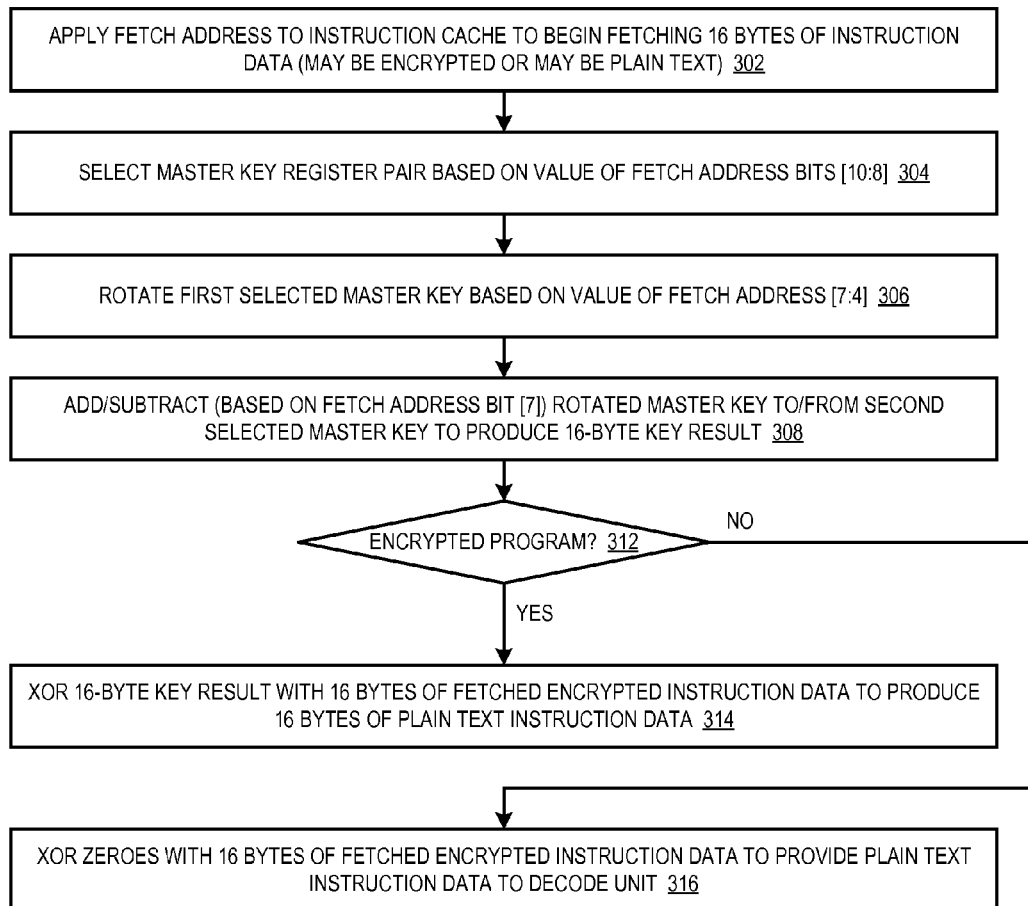 APPLY FETCH ADDRESS TO INSTRUCTION CACHE TO BEGIN FETCHING 16 BYTES OF INSTRUCTION
DATA (MAY BE ENCRYPTED OR MAY BE PLAIN TEXT) 302
SELECT MASTER KEY REGISTER PAIR BASED ON VALUE OF FETCH ADDRESS BITS [10:8] 304
ROTATE FIRST SELECTED MASTER KEY BASED ON VALUE OF FETCH ADDRESS [7:4] 306
ADD/SUBTRACT (BASED ON FETCH ADDRESS BIT [7]) ROTATED MASTER KEY TO/FROM SECOND
SELECTED MASTER KEY TO PRODUCE 16-BYTE KEY RESULT 308
ENCRYPTED PROGRAM? 312
NO
YES
XOR 16-BYTE KEY RESULT WITH 16 BYTES OF FETCHED ENCRYPTED INSTRUCTION DATA TO PRODUCE
16 BYTES OF PLAIN TEXT INSTRUCTION DATA 314
XOR ZEROES WITH 16 BYTES OF FETCHED ENCRYPTED INSTRUCTION DATA TO PROVIDE PLAIN TEXT
INSTRUCTION DATA TO DECODE UNIT 316